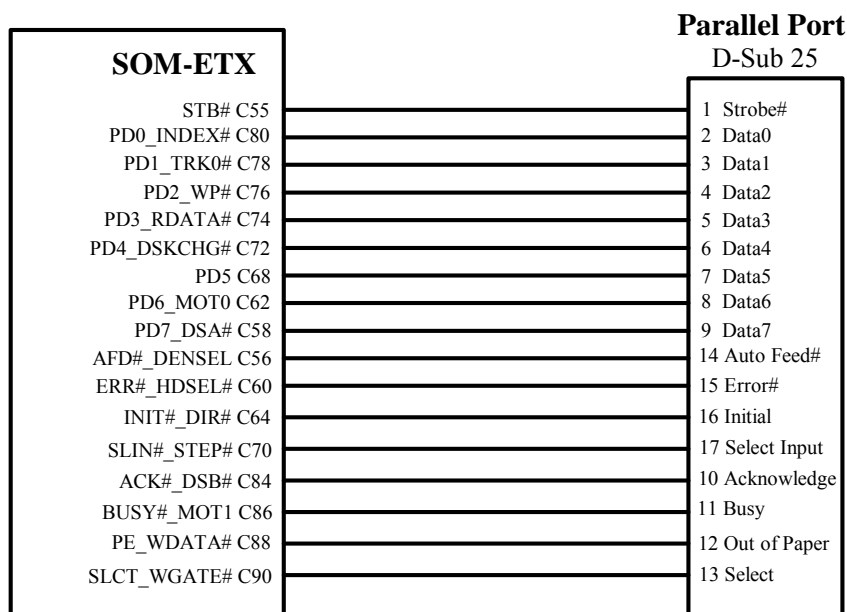 Parallel Port
D-Sub 25
SOM-ETX
STB# C55 1 Strobe#
PD0_INDEX# C80 2 Data0
PD1_TRK0# C78 3 Data1
PD2_WP# C76 4 Data2
PD3_RDATA# C74 5 Data3
PD4_DSKCHG# C72 6 Data4
PD5 C68 7 Data5
PD6_MOT0 C62 8 Data6
PD7_DSA# C58 9 Data7
AFD#_DENSEL C56 14 Auto Feed#
ERR#_HDSEL# C60 15 Error#
INIT#_DIR# C64 16 Initial
SLIN#_STEP# C70 17 Select Input
ACK#_DSB# C84 10 Acknowledge
BUSY#_MOT1 C86 11 Busy
PE_WDATA# C88 12 Out of Paper
SLCT_WGATE# C90 13 Select